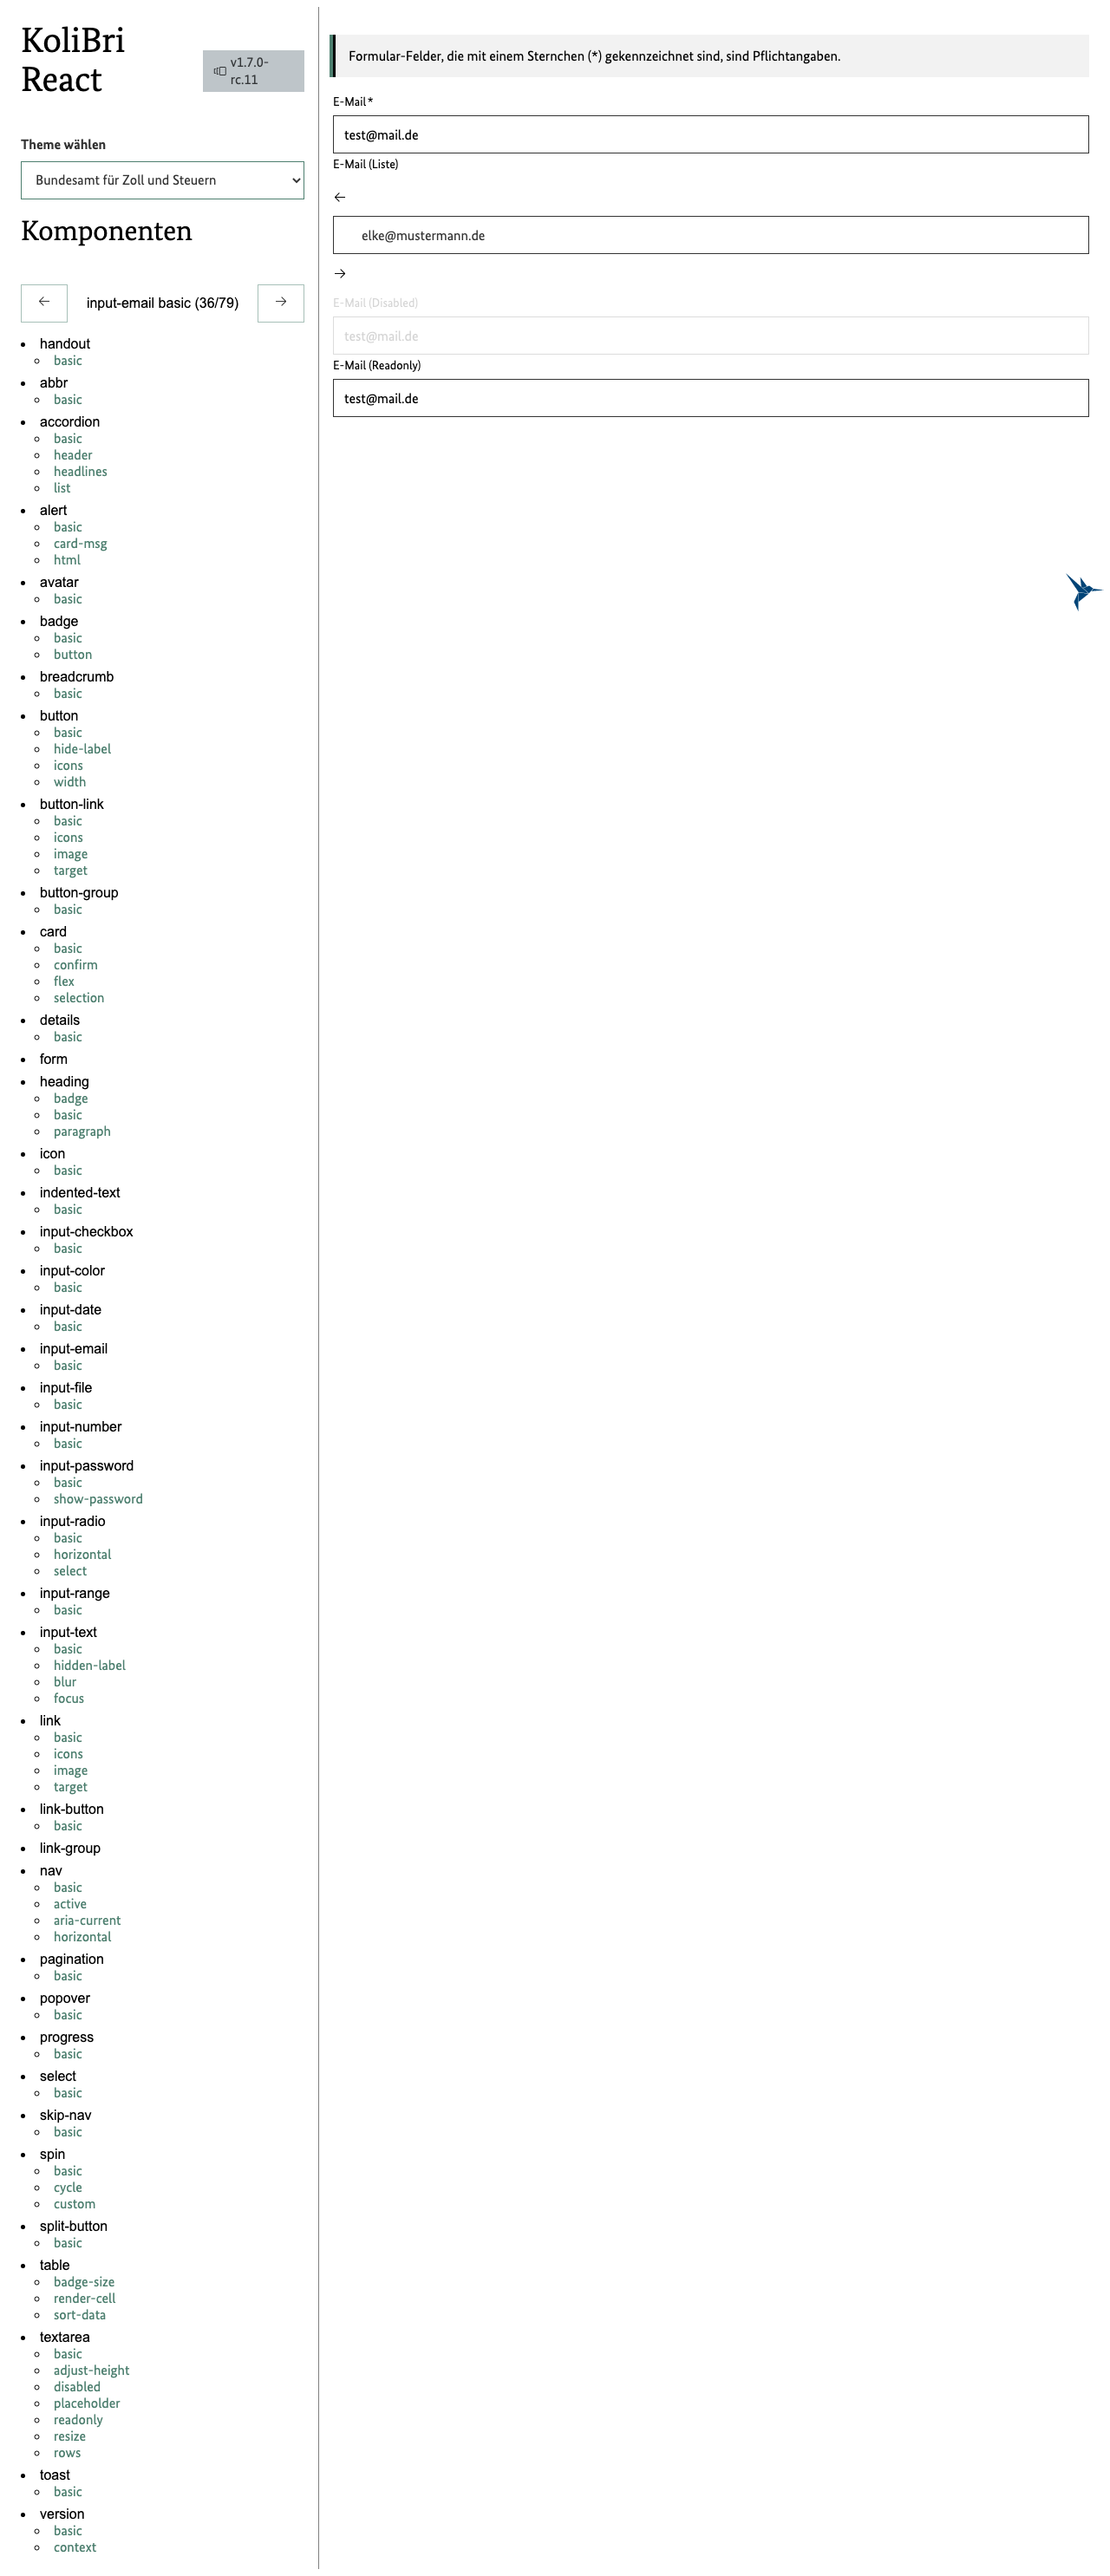 KoliBri
React
v1.7.0-
rc.11
Theme wählen
Bundesamt für Zoll und Steuern
Komponenten
← input-email basic (36/79) →
handout
basic
abbr
basic
accordion
basic
header
headlines
list
alert
basic
card-msg
html
avatar
basic
badge
basic
button
breadcrumb
basic
button
basic
hide-label
icons
width
button-link
basic
icons
image
target
button-group
basic
card
basic
confirm
flex
selection
details
basic
form
heading
badge
basic
paragraph
icon
basic
indented-text
basic
input-checkbox
basic
input-color
basic
input-date
basic
input-email
basic
input-file
basic
input-number
basic
input-password
basic
show-password
input-radio
basic
horizontal
select
input-range
basic
input-text
basic
hidden-label
blur
focus
link
basic
icons
image
target
link-button
basic
link-group
nav
basic
active
aria-current
horizontal
pagination
basic
popover
basic
progress
basic
select
basic
skip-nav
basic
spin
basic
cycle
custom
split-button
basic
table
badge-size
render-cell
sort-data
textarea
basic
adjust-height
disabled
placeholder
readonly
resize
rows
toast
basic
version
basic
context
Formular-Felder, die mit einem Sternchen (*) gekennzeichnet sind, sind Pflichtangaben.
E-Mail*
test@mail.de
E-Mail (Liste)
←
elke@mustermann.de
→
E-Mail (Disabled)
test@mail.de
E-Mail (Readonly)
test@mail.de